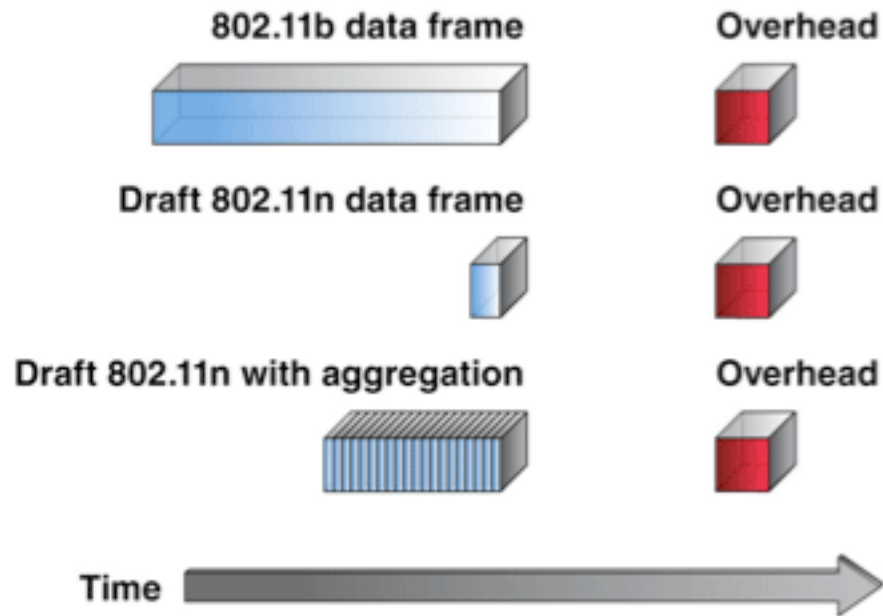 802.11b data frame
Overhead
Draft 802.11n data frame
Overhead
Draft 802.11n with aggregation
Overhead
Time